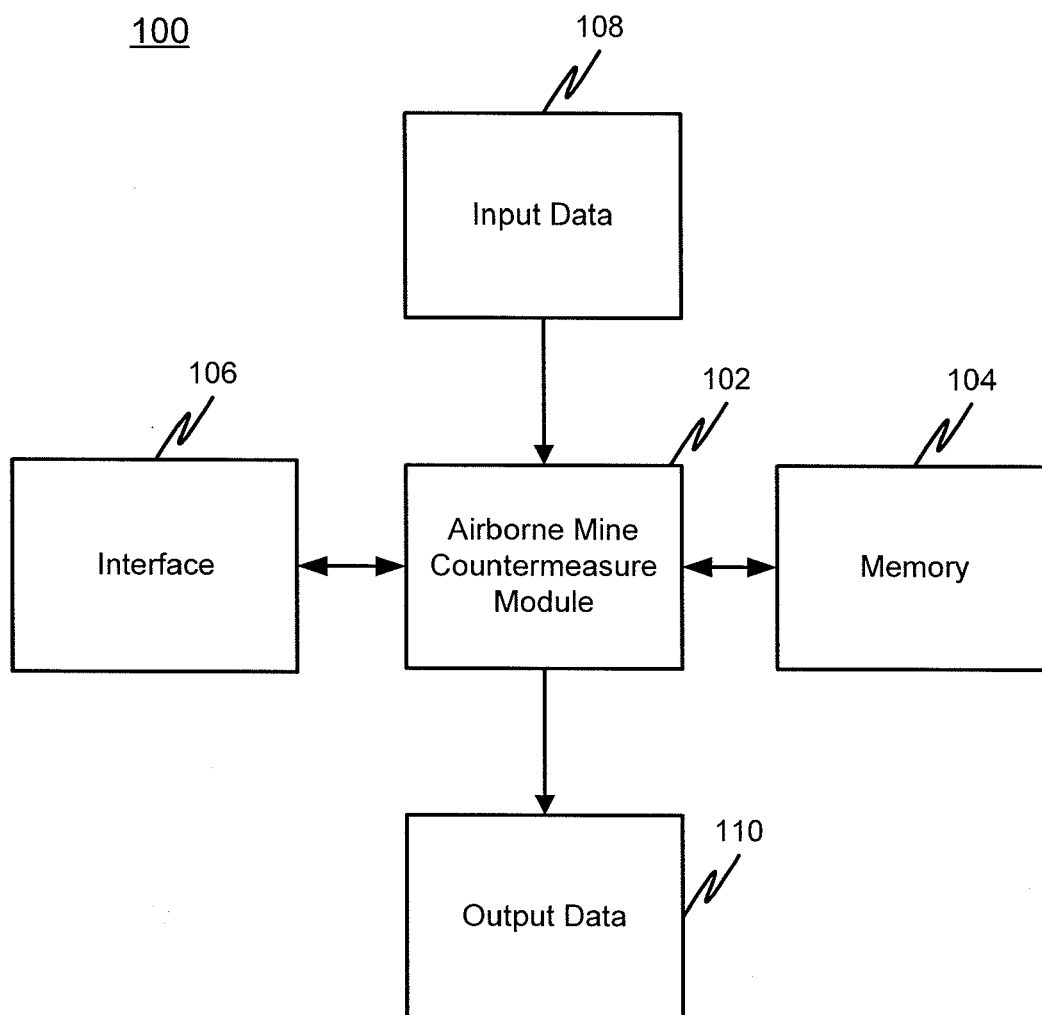 100
108
Input Data
106
102
104
Interface
Airborne Mine
Countermeasure
Module
Memory
110
Output Data